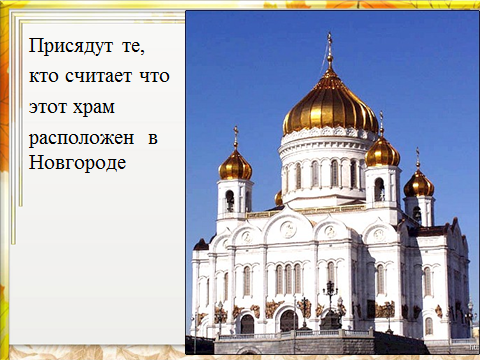 Присядут те,
кто считает что
этот храм
расположен в
Новгороде